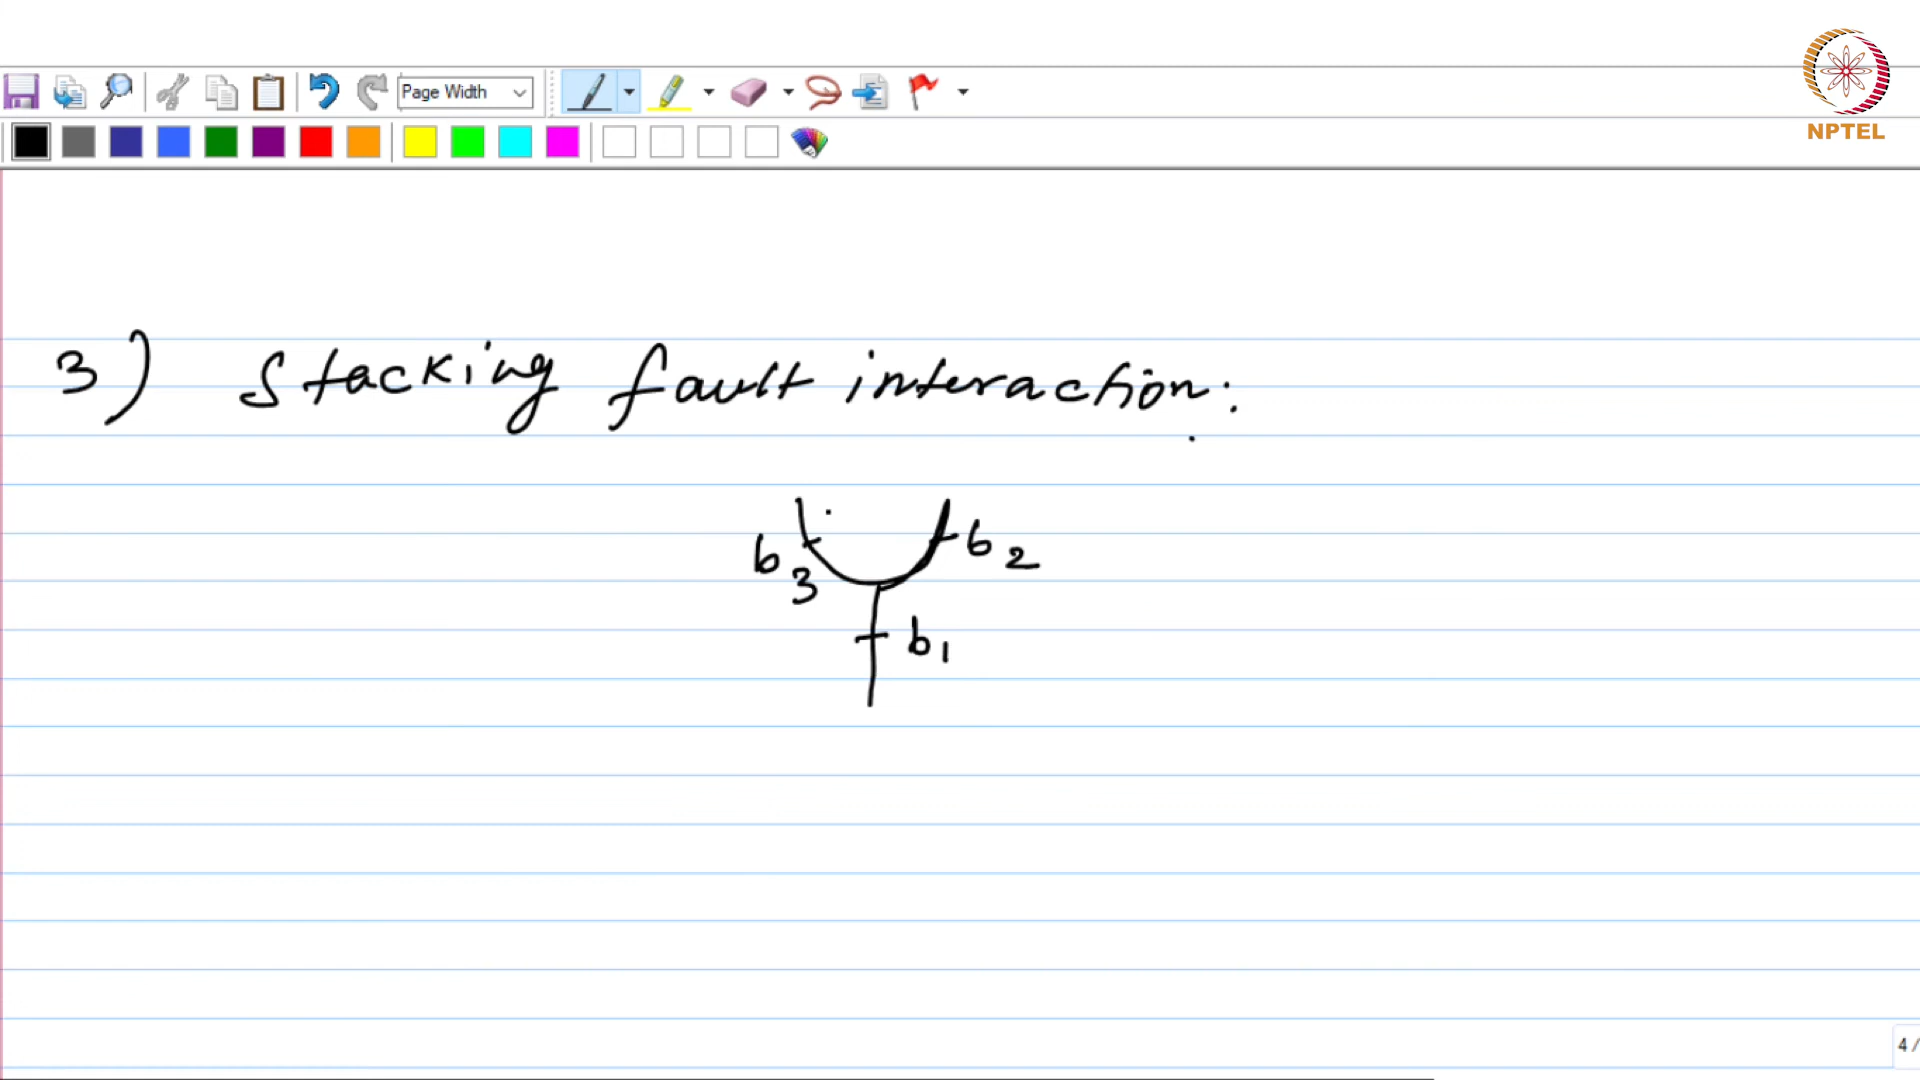 NPTEL
Page Width
3) Stacking fault interaction:
b3 b2
b1
4 /